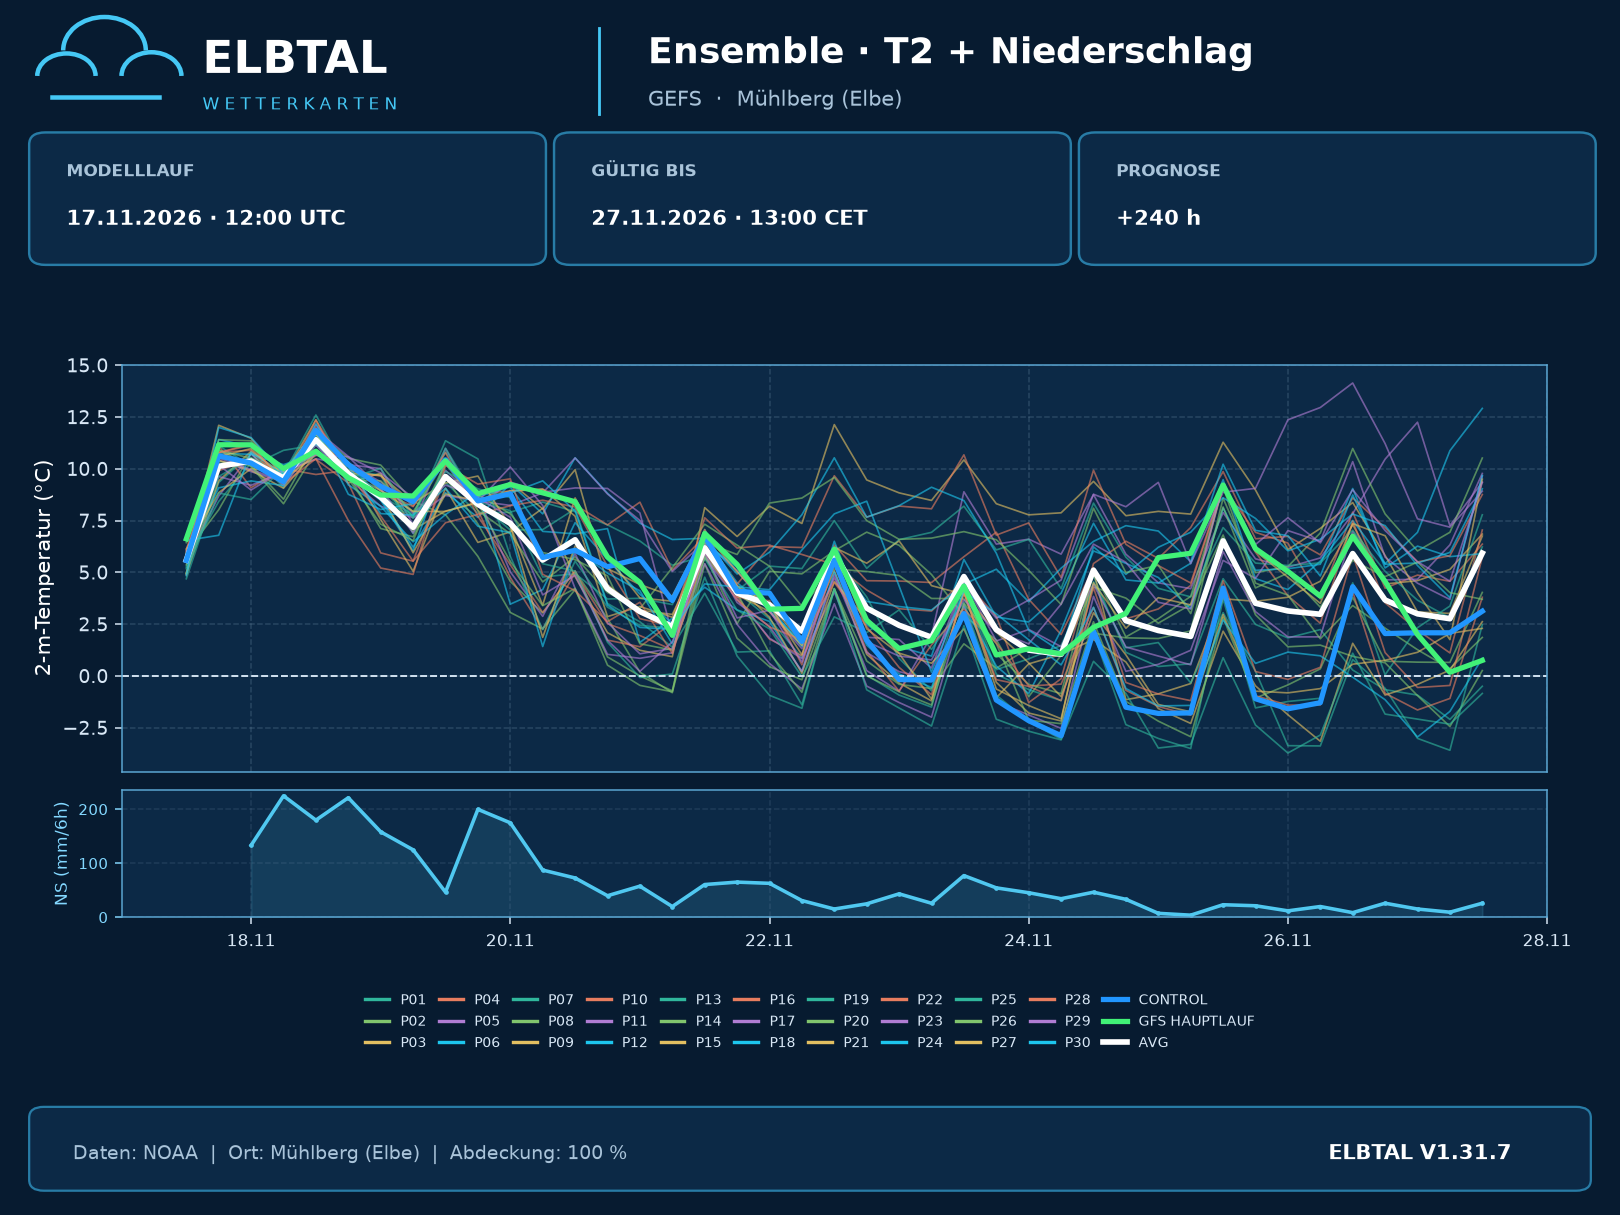 ELBTAL
WETTERKARTEN
Ensemble · T2 + Niederschlag
GEFS · Mühlberg (Elbe)
MODELLLAUF
17.11.2026 · 12:00 UTC
GÜLTIG BIS
27.11.2026 · 13:00 CET
PROGNOSE
+240 h
2-m-Temperatur (°C)
15.0
12.5
10.0
7.5
5.0
2.5
0.0
−2.5
NS (mm/6h)
200
100
0
18.11 20.11 22.11 24.11 26.11 28.11
P01 P04 P07 P10 P13 P16 P19 P22 P25 P28 CONTROL
P02 P05 P08 P11 P14 P17 P20 P23 P26 P29 GFS HAUPTLAUF
P03 P06 P09 P12 P15 P18 P21 P24 P27 P30 AVG
Daten: NOAA | Ort: Mühlberg (Elbe) | Abdeckung: 100 %
ELBTAL V1.31.7